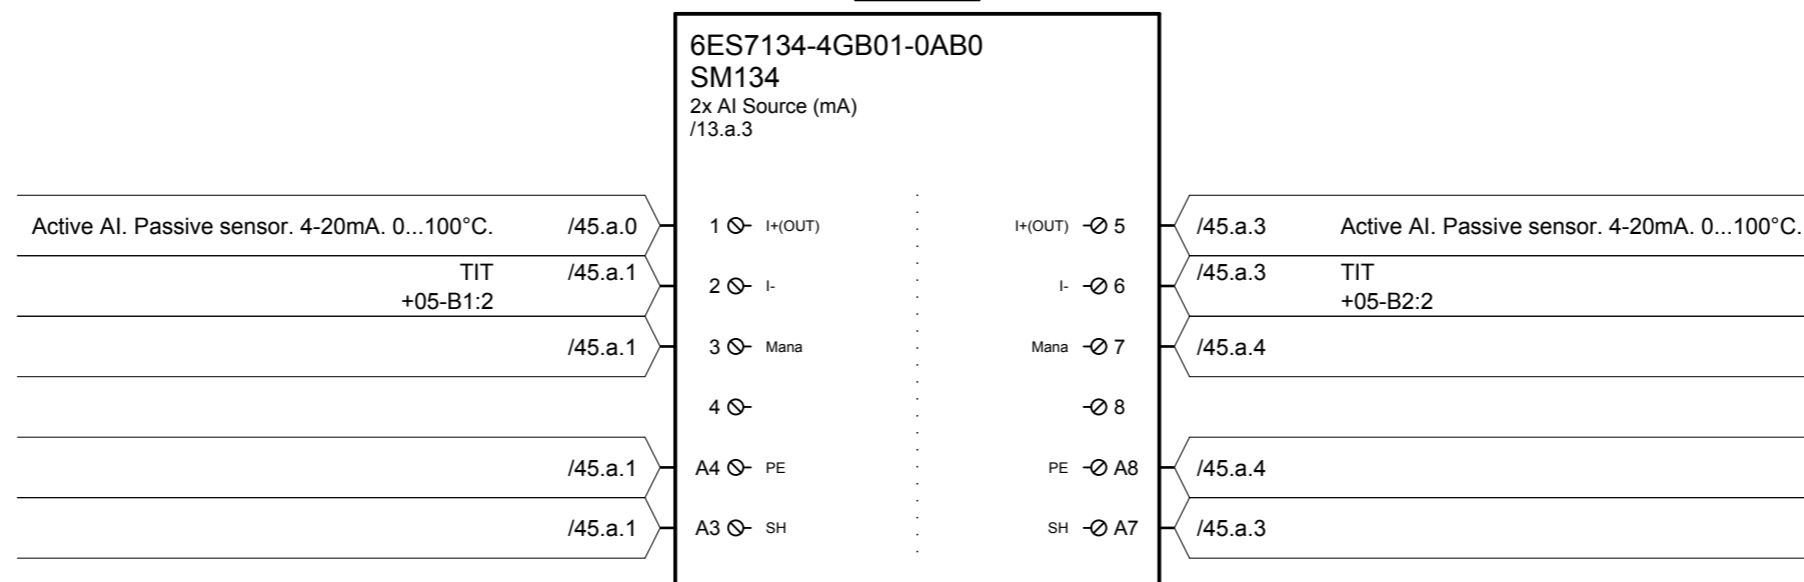 6ES7134-4GB01-0AB0
SM134
2x AI Source (mA)
/13.a.3
Active AI. Passive sensor. 4-20mA. 0...100°C. /45.a.0 1 I+(OUT) I+(OUT) 5 /45.a.3 Active AI. Passive sensor. 4-20mA. 0...100°C.
TIT /45.a.1 2 I- I- 6 /45.a.3 TIT
+05-B1:2 +05-B2:2
/45.a.1 3 Mana Mana 7 /45.a.4
4 8
/45.a.1 A4 PE PE A8 /45.a.4
/45.a.1 A3 SH SH A7 /45.a.3